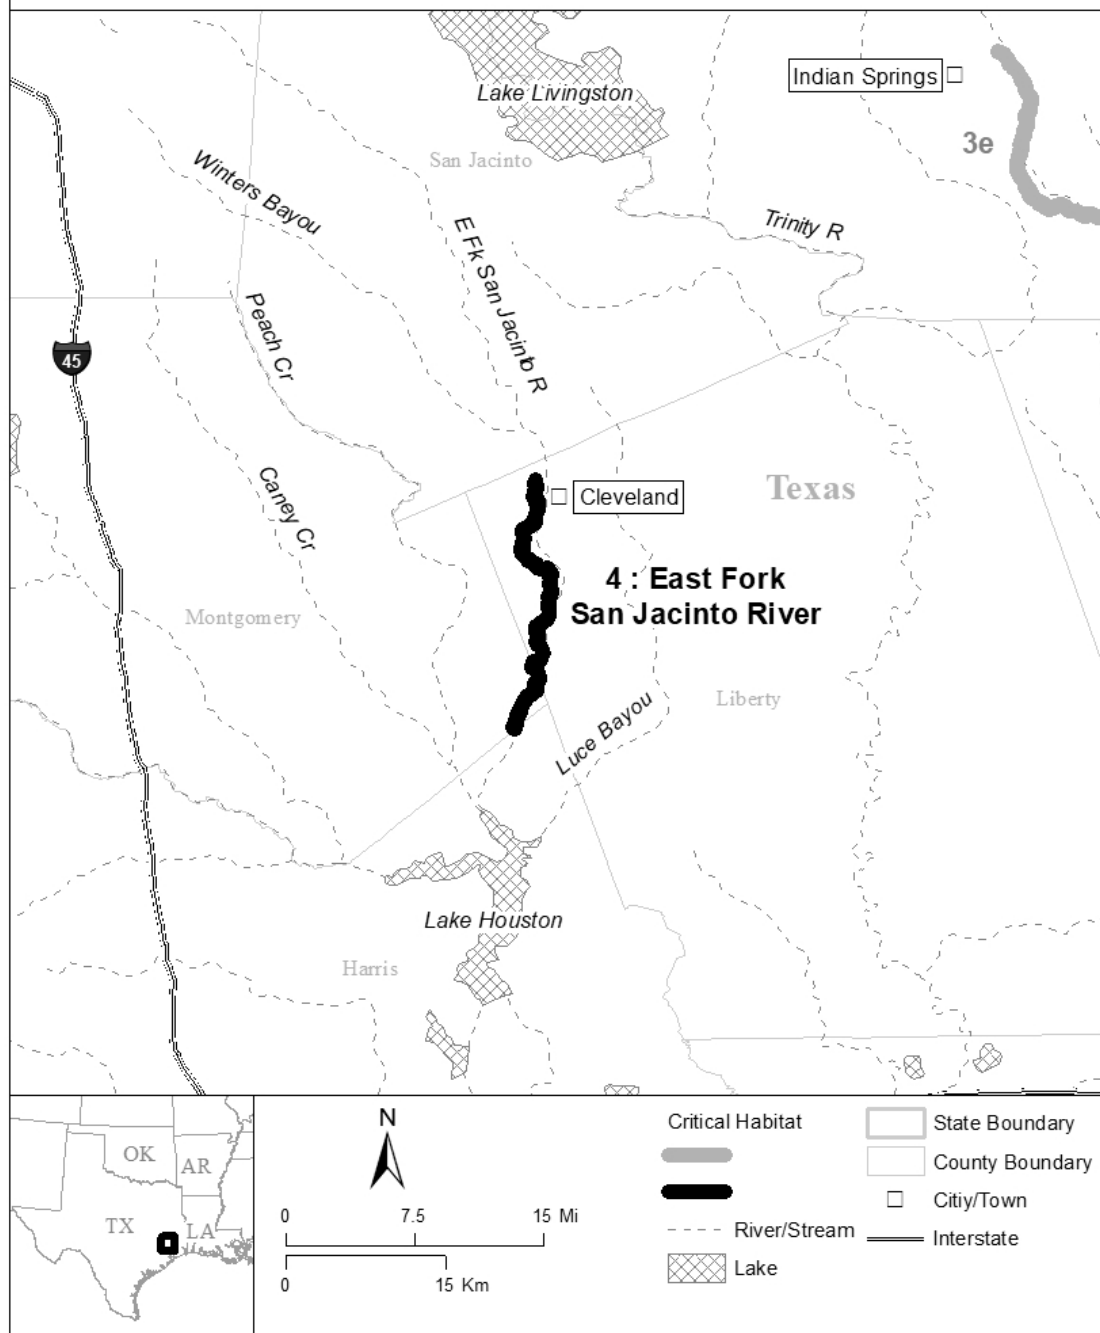 Indian Springs
Lake Livingston
3e
San Jacinto
Winters Bayou
Trinity R
E Fk San Jacinto R
Peach Cr
45
Caney Cr
Texas
Cleveland
4 : East Fork
San Jacinto River
Montgomery
Liberty
Luce Bayou
Lake Houston
Harris
OK
AR
TX
LA
N
0 7.5 15 Mi
0 15 Km
Critical Habitat
River/Stream
Lake
State Boundary
County Boundary
Citiy/Town
Interstate